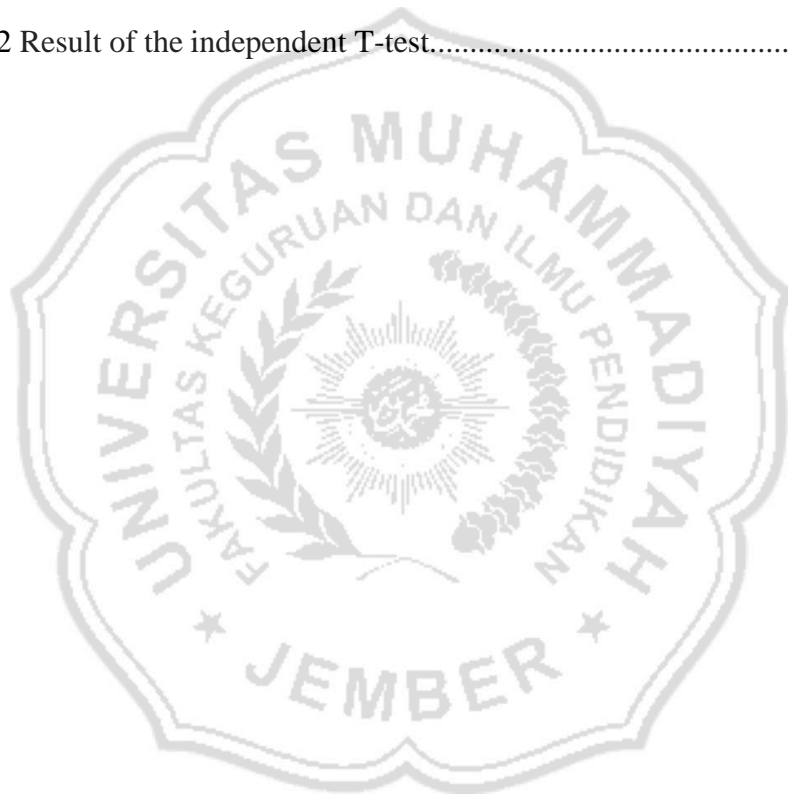 2 Result of the independent T-test.............................................
UNIVERSITAS MUHAMMADIYAH
FAKULTAS KEGURUAN DAN ILMU PENDIDIKAN
* JEMBER *